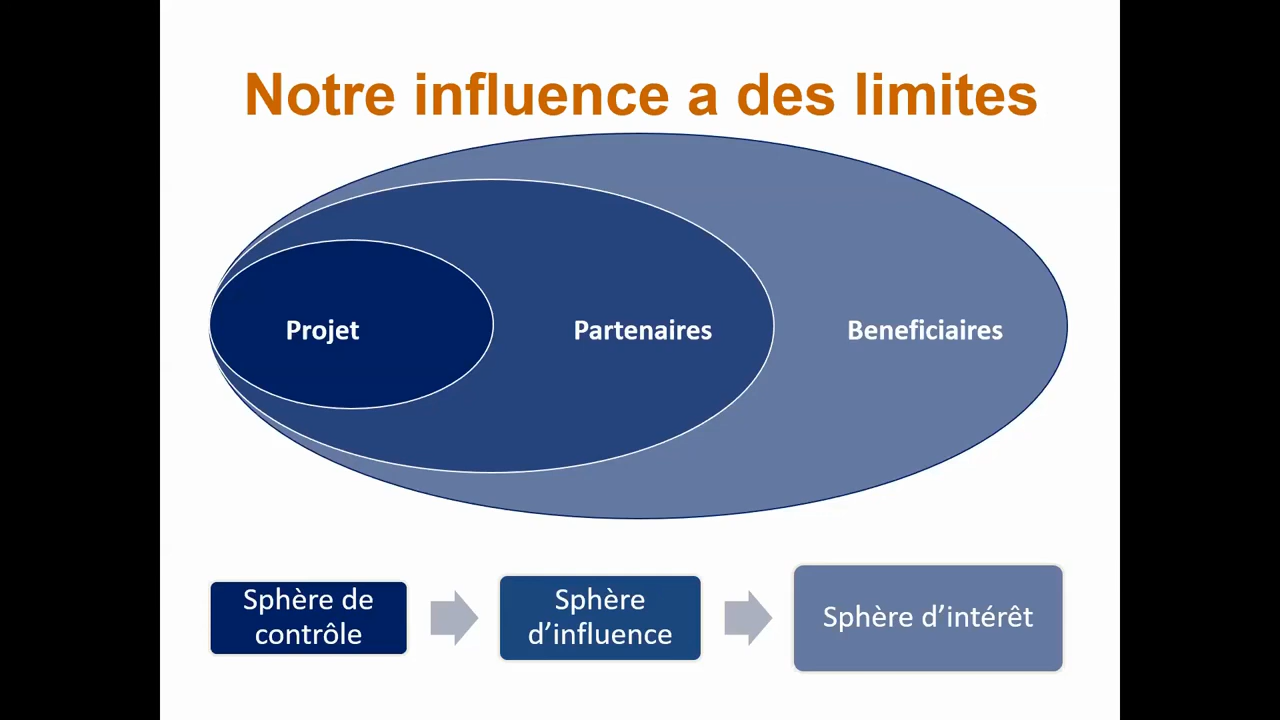 Notre influence a des limites
Projet
Partenaires
Beneficiaires
Sphère de
contrôle
Sphère
d’influence
Sphère d’intérêt